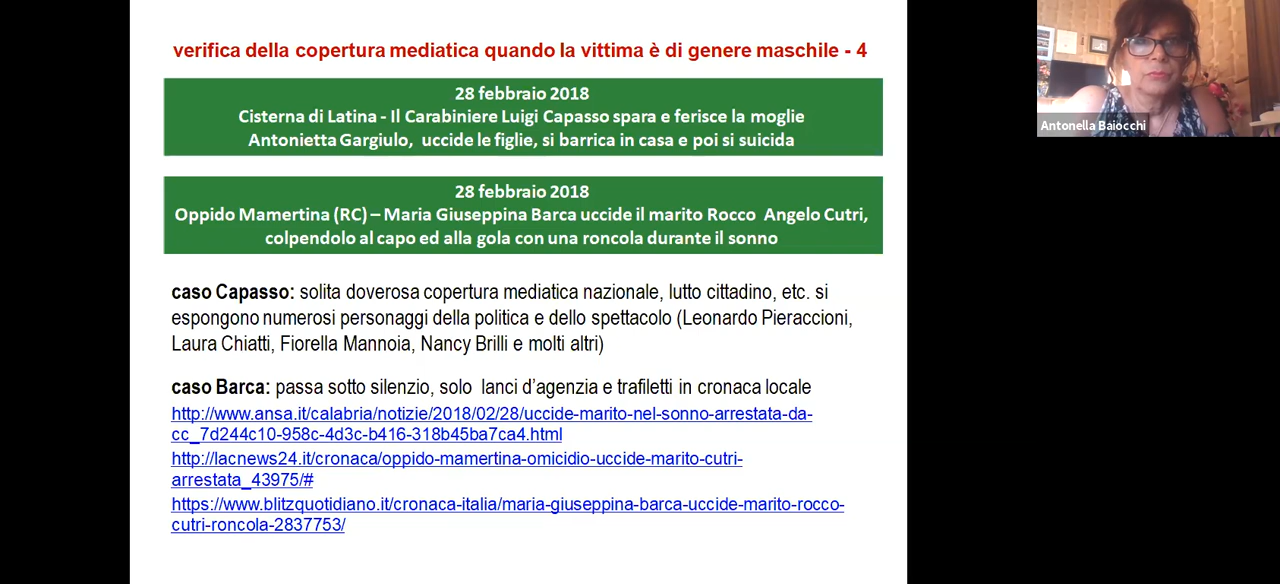 verifica della copertura mediatica quando la vittima è di genere maschile - 4
28 febbraio 2018
Cisterna di Latina - Il Carabiniere Luigi Capasso spara e ferisce la moglie
Antonietta Gargiulo, uccide le figlie, si barrica in casa e poi si suicida
28 febbraio 2018
Oppido Mamertina (RC) – Maria Giuseppina Barca uccide il marito Rocco Angelo Cutri,
colpendolo al capo ed alla gola con una roncola durante il sonno
caso Capasso: solita doverosa copertura mediatica nazionale, lutto cittadino, etc. si
espongono numerosi personaggi della politica e dello spettacolo (Leonardo Pieraccioni,
Laura Chiatti, Fiorella Mannoia, Nancy Brilli e molti altri)
caso Barca: passa sotto silenzio, solo lanci d'agenzia e trafiletti in cronaca locale
http://www.ansa.it/calabria/notizie/2018/02/28/uccide-marito-nel-sonno-arrestata-da-
cc_7d244c10-958c-4d3c-b416-318b45ba7ca4.html
http://lacnews24.it/cronaca/oppido-mamertina-omicidio-uccide-marito-cutri-
arrestata_43975/#
https://www.blitzquotidiano.it/cronaca-italia/maria-giuseppina-barca-uccide-marito-rocco-
cutri-roncola-2837753/
Antonella Baiocchi